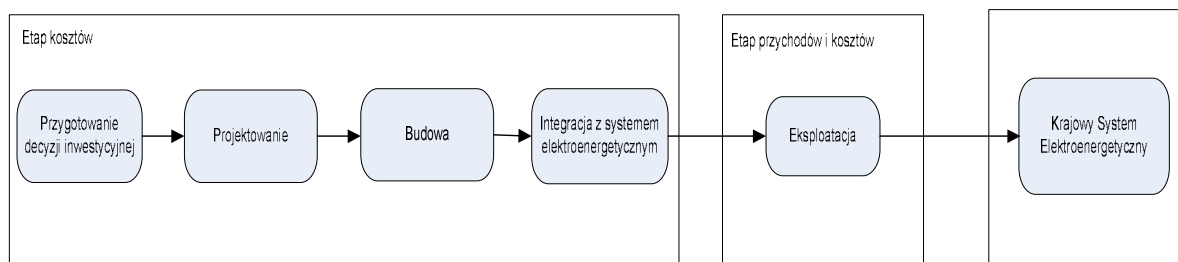 Etap kosztów
Etap przychodów i kosztów
Przygotowanie
decyzji inwestycyjnej
Projektowanie
Budowa
Integracja z systemem
elektroenergetycznym
Eksploatacja
Krajowy System
Elektroenergetyczny